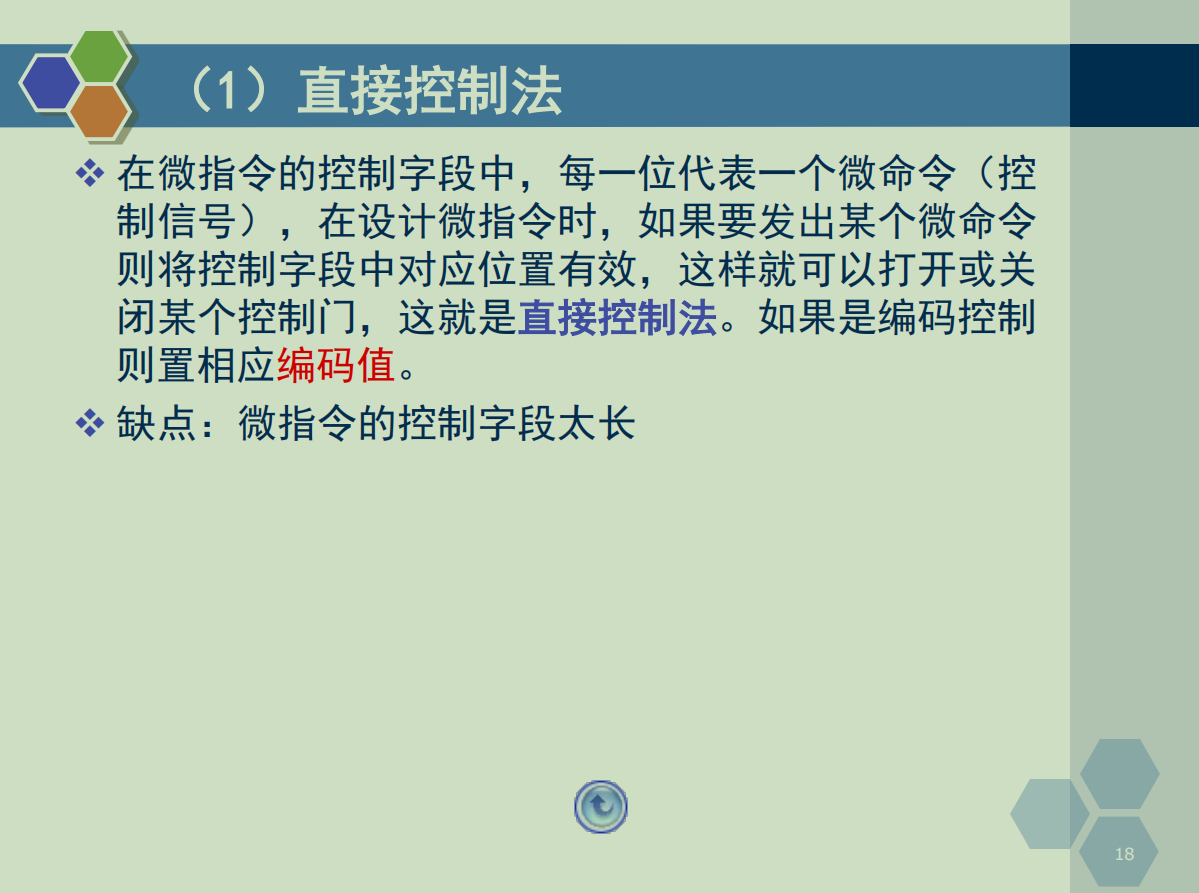 （1）直接控制法
在微指令的控制字段中，每一位代表一个微命令（控
制信号），在设计微指令时，如果要发出某个微命令
则将控制字段中对应位置有效，这样就可以打开或关
闭某个控制门，这就是直接控制法。如果是编码控制
则置相应编码值。
缺点：微指令的控制字段太长
18